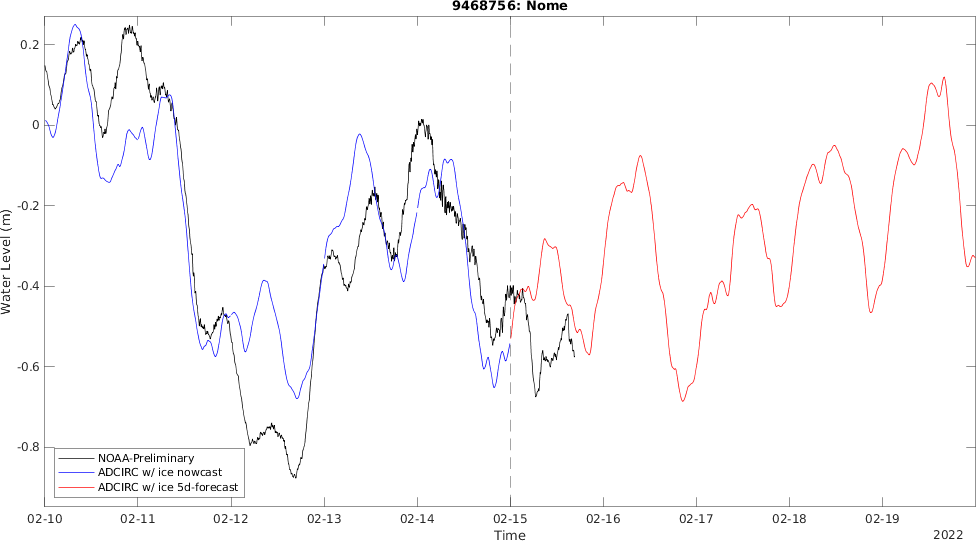 9468756: Nome
Water Level (m)
0.2
0
-0.2
-0.4
-0.6
-0.8
NOAA-Preliminary
ADCIRC w/ ice nowcast
ADCIRC w/ ice 5d-forecast
02-10 02-11 02-12 02-13 02-14 02-15 02-16 02-17 02-18 02-19
Time
2022